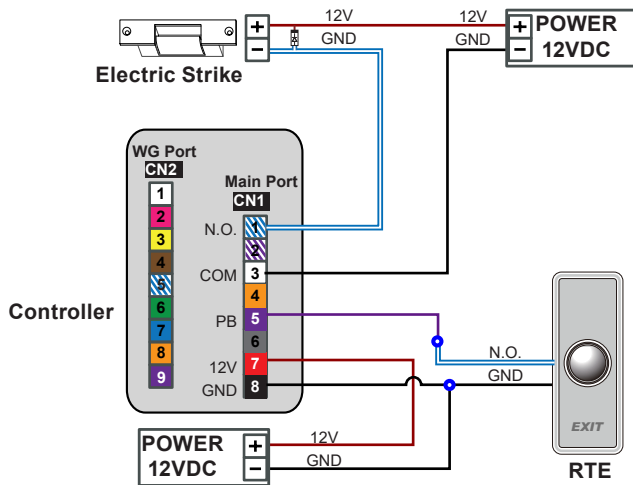 12V
12V
POWER
12VDC
+
−
GND
GND
+
−
Electric Strike
WG Port
CN2
1
2
3
4
5
6
7
8
9
Main Port
CN1
N.O.
1
2
COM
3
4
PB
5
6
12V
7
GND
8
Controller
N.O.
GND
EXIT
RTE
POWER
12VDC
+
−
12V
GND